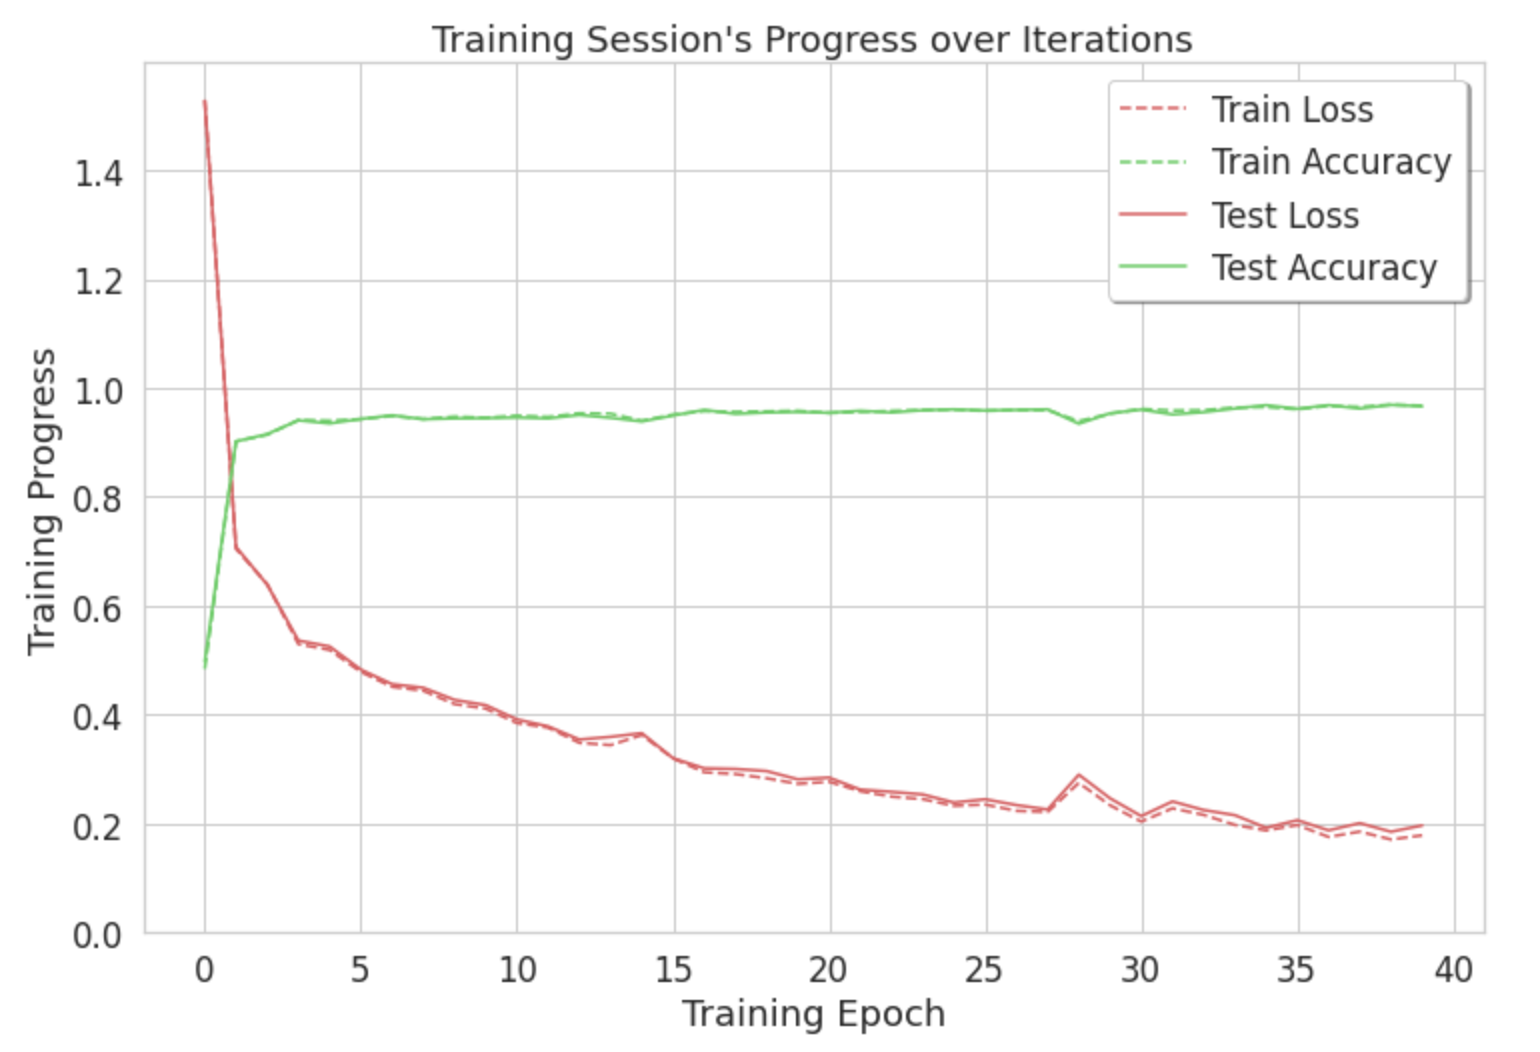 Training Session's Progress over Iterations
Train Loss
Train Accuracy
Test Loss
Test Accuracy
Training Progress
1.4
1.2
1.0
0.8
0.6
0.4
0.2
0.0
0 5 10 15 20 25 30 35 40
Training Epoch